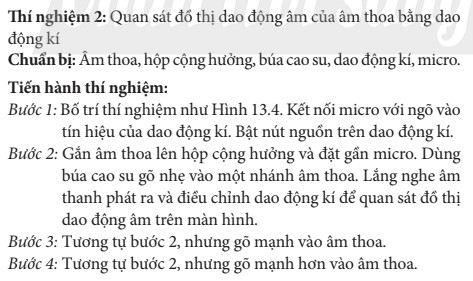 Thí nghiệm 2: Quan sát đồ thị dao động âm của âm thoa bằng dao
động kí
Chuẩn bị: Âm thoa, hộp cộng hưởng, búa cao su, dao động kí, micro.
Tiến hành thí nghiệm:
Bước 1: Bố trí thí nghiệm như Hình 13.4. Kết nối micro với ngõ vào
tín hiệu của dao động kí. Bật nút nguồn trên dao động kí.
Bước 2: Gắn âm thoa lên hộp cộng hưởng và đặt gần micro. Dùng
búa cao su gõ nhẹ vào một nhánh âm thoa. Lắng nghe âm
thanh phát ra và điều chỉnh dao động kí để quan sát đồ thị
dao động âm trên màn hình.
Bước 3: Tương tự bước 2, nhưng gõ mạnh vào âm thoa.
Bước 4: Tương tự bước 2, nhưng gõ mạnh hơn vào âm thoa.